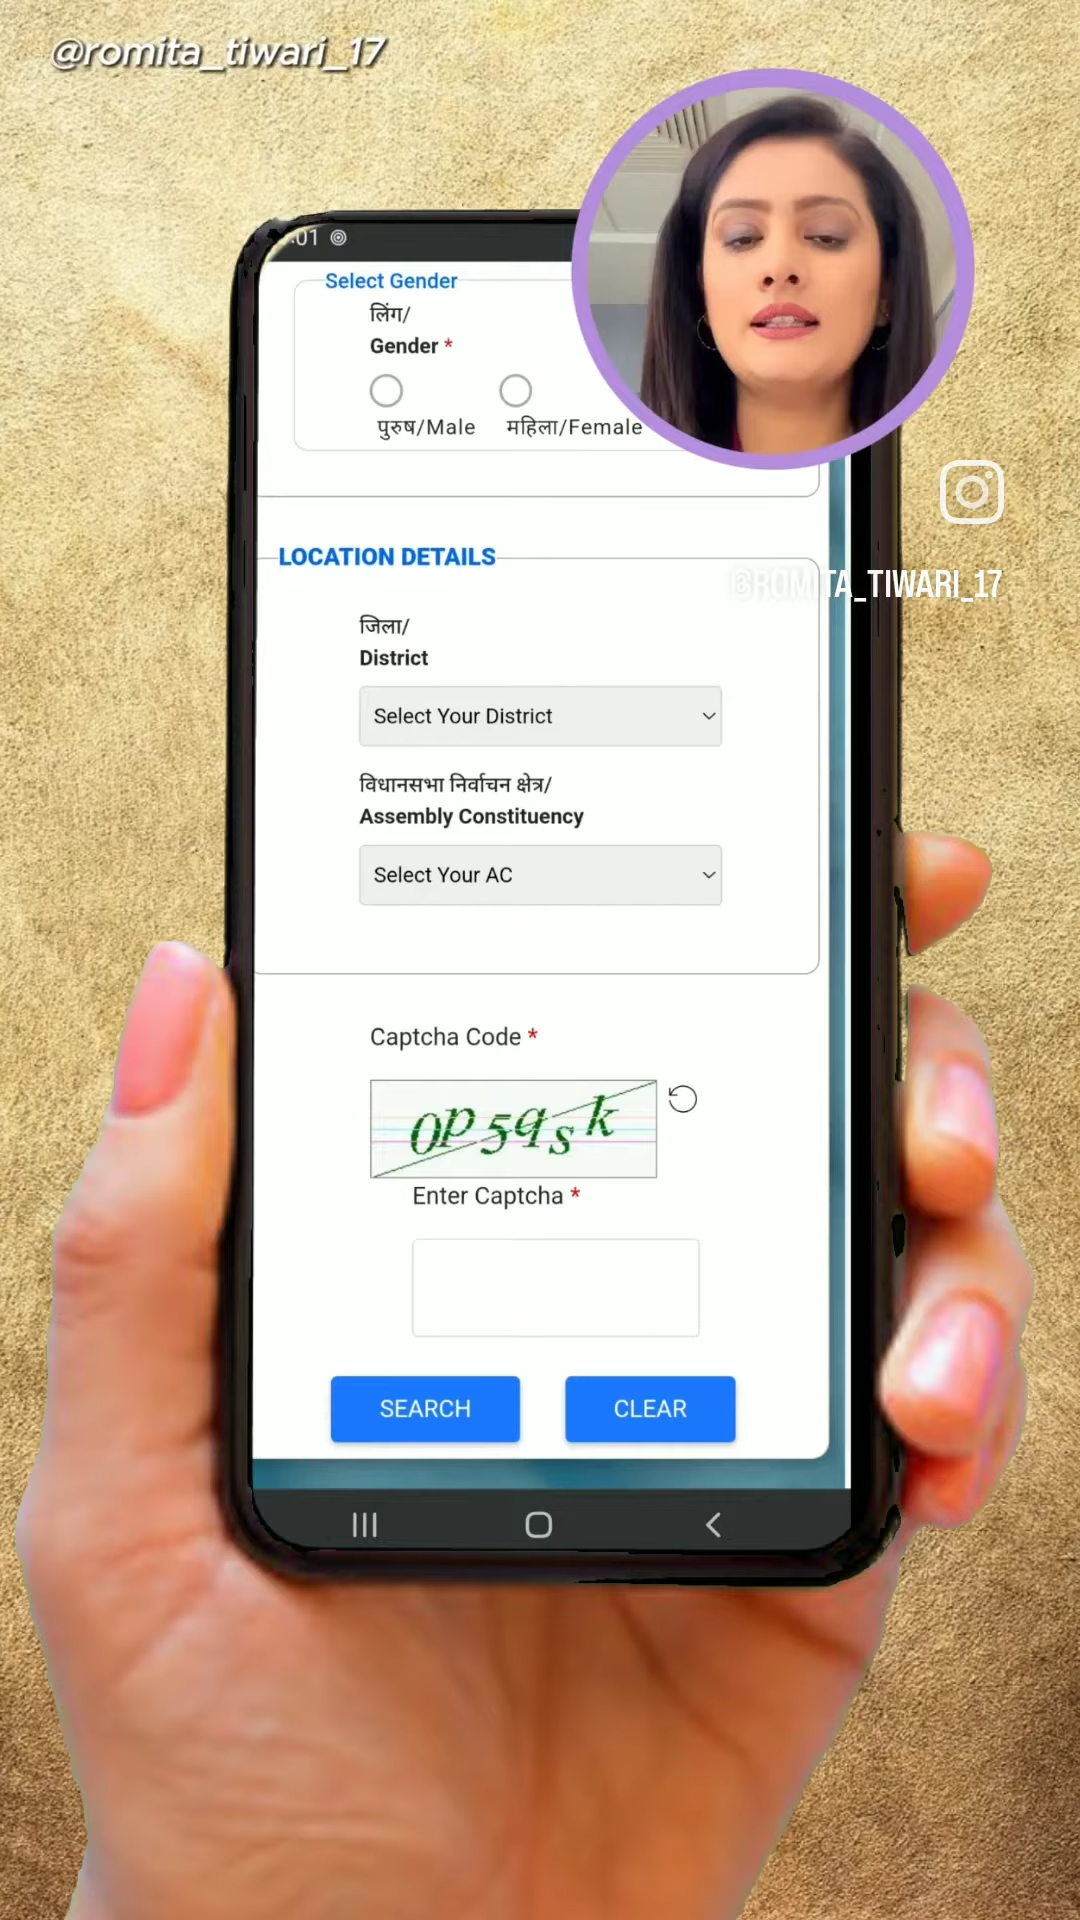 @romita_tiwari_17
:01
Select Gender
लिंग/
Gender *
पुरुष/Male महिला/Female
LOCATION DETAILS
@ROMITA_TIWARI_17
जिला/
District
Select Your District
विधानसभा निर्वाचन क्षेत्र/
Assembly Constituency
Select Your AC
Captcha Code *
0p5qsk
Enter Captcha *
SEARCH CLEAR